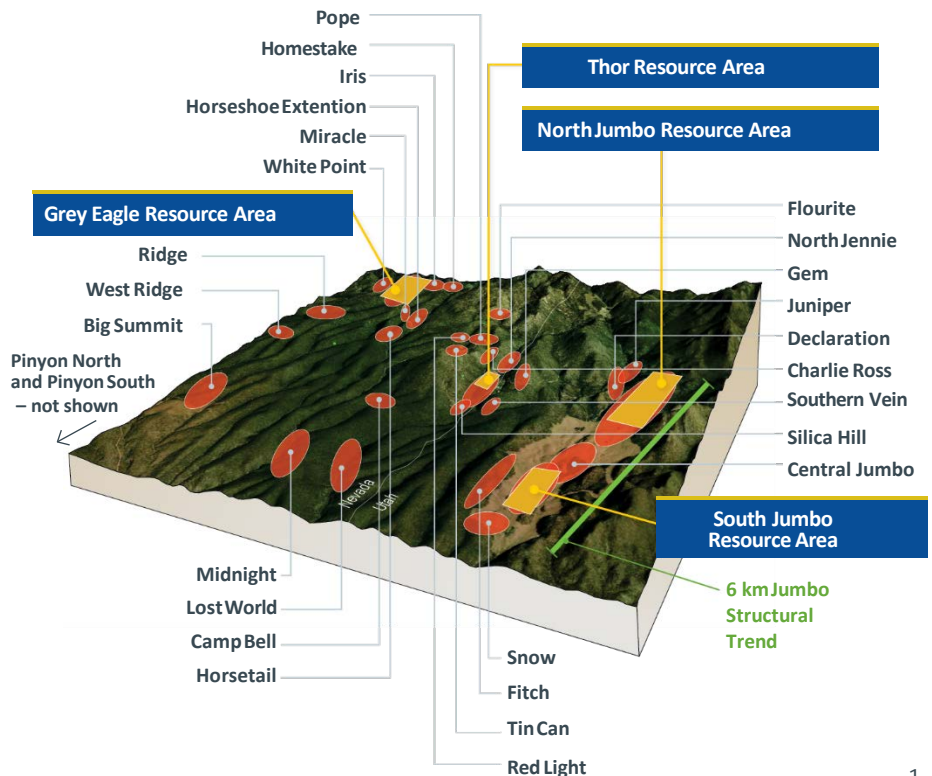 Pope
Homestake
Iris
Horseshoe Extention
Miracle
White Point
Thor Resource Area
North Jumbo Resource Area
Grey Eagle Resource Area
Ridge
West Ridge
Big Summit
Pinyon North
and Pinyon South
– not shown
Flourite
North Jennie
Gem
Juniper
Declaration
Charlie Ross
Southern Vein
Silica Hill
Central Jumbo
South Jumbo
Resource Area
Nevada
Utah
6 km Jumbo
Structural
Trend
Midnight
Lost World
Camp Bell
Horsetail
Snow
Fitch
Tin Can
Red Light
1